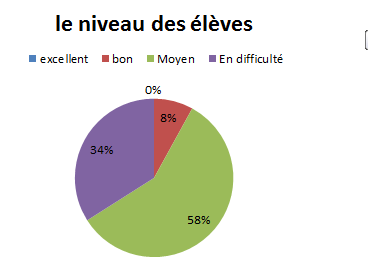 le niveau des élèves
excellent bon Moyen En difficulté
0%
8%
34%
58%